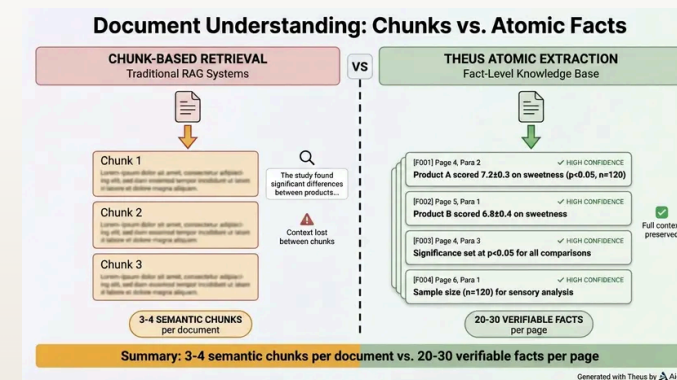 Document Understanding: Chunks vs. Atomic Facts
CHUNK-BASED RETRIEVAL
Traditional RAG Systems
VS
THEUS ATOMIC EXTRACTION
Fact-Level Knowledge Base
Chunk 1
Chunk 2
Chunk 3
The study found
significant differences
between products...
Context lost
between chunks
3-4 SEMANTIC CHUNKS
per document
[F001] Page 4, Para 2 ✓ HIGH CONFIDENCE
Product A scored 7.2±0.3 on sweetness (p<0.05, n=120)
[F002] Page 5, Para 1 ✓ HIGH CONFIDENCE
Product B scored 6.8±0.4 on sweetness
[F003] Page 4, Para 3 ✓ HIGH CONFIDENCE
Significance set at p<0.05 for all comparisons
[F004] Page 6, Para 1 ✓ HIGH CONFIDENCE
Sample size (n=120) for sensory analysis
Full contex
preserved
20-30 VERIFIABLE FACTS
per page
Summary: 3-4 semantic chunks per document vs. 20-30 verifiable facts per page
Generated with Theus by